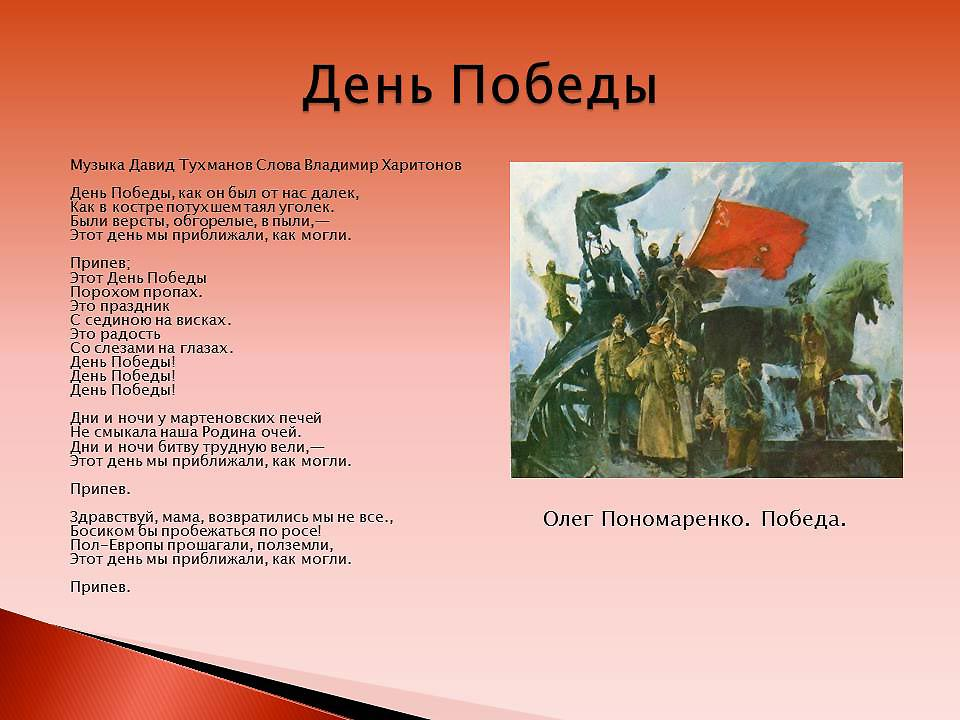 День Победы
Музыка Давид Тухманов Слова Владимир Харитонов
День Победы, как он был от нас далек,
Как в костре потухшем таял уголек.
Были версты, обгорелые, в пыли,—
Этот день мы приближали, как могли.
Припев;
Этот День Победы
Порохом пропах.
Это праздник
С сединою на висках.
Это радость
Со слезами на глазах.
День Победы!
День Победы!
День Победы!
Дни и ночи у мартеновских печей
Не смыкала наша Родина очей.
Дни и ночи битву трудную вели,—
Этот день мы приближали, как могли.
Припев.
Здравствуй, мама, возвратились мы не все.,
Босиком бы пробежаться по росе!
Пол-Европы прошагали, полземли,
Этот день мы приближали, как могли.
Припев.
Олег Пономаренко. Победа.